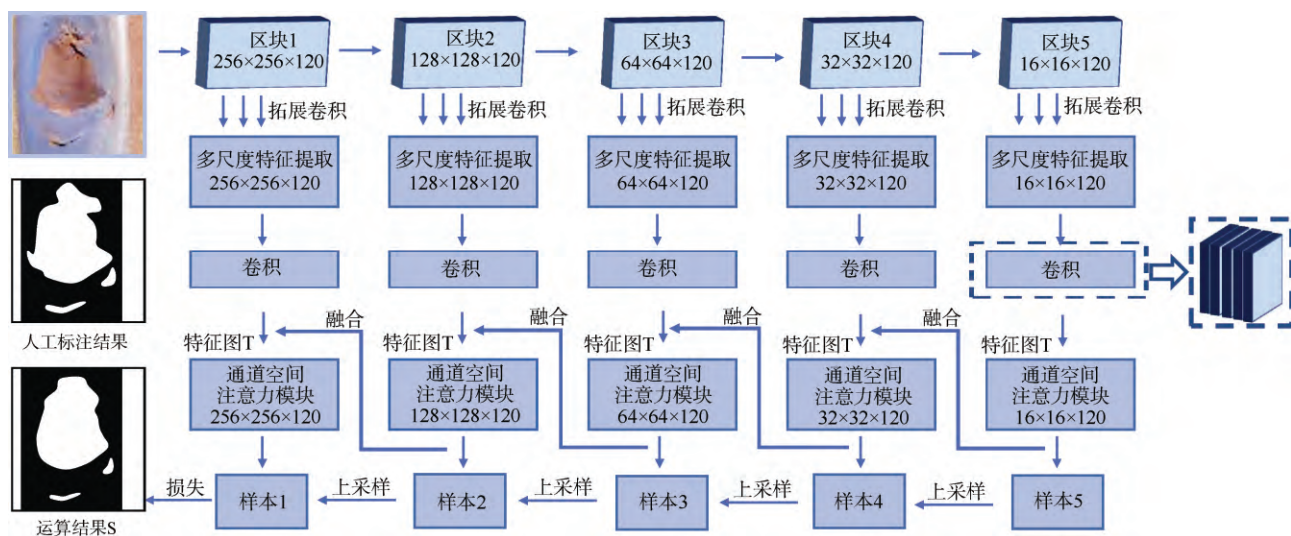 区块1
256×256×120
区块2
128×128×120
区块3
64×64×120
区块4
32×32×120
区块5
16×16×120
拓展卷积
拓展卷积
拓展卷积
拓展卷积
拓展卷积
多尺度特征提取
256×256×120
多尺度特征提取
128×128×120
多尺度特征提取
64×64×120
多尺度特征提取
32×32×120
多尺度特征提取
16×16×120
卷积
卷积
卷积
卷积
卷积
人工标注结果
融合
融合
融合
融合
特征图T
特征图T
特征图T
特征图T
特征图T
通道空间
注意力模块
256×256×120
通道空间
注意力模块
128×128×120
通道空间
注意力模块
64×64×120
通道空间
注意力模块
32×32×120
通道空间
注意力模块
16×16×120
损失
样本1
上采样
样本2
上采样
样本3
上采样
样本4
上采样
样本5
运算结果S